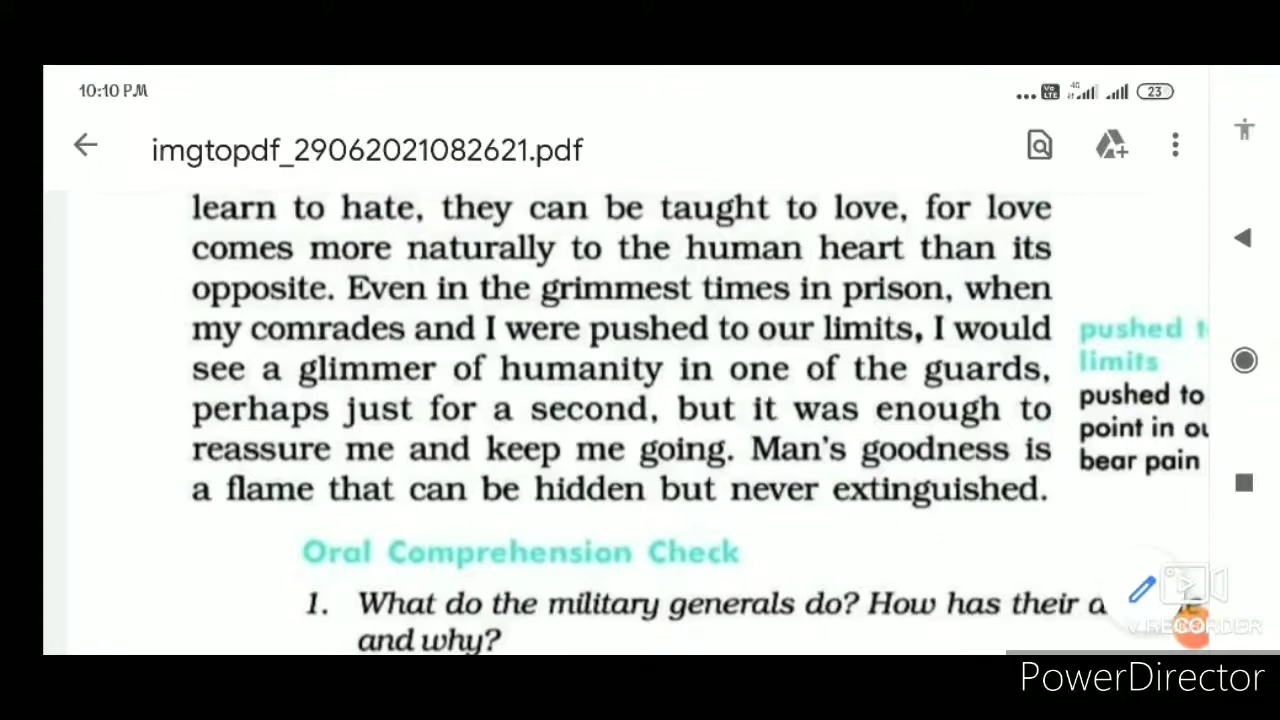 10:10 PM
4G
Vo LTE
23
imgtopdf_29062021082621.pdf
learn to hate, they can be taught to love, for love
comes more naturally to the human heart than its
opposite. Even in the grimmest times in prison, when
my comrades and I were pushed to our limits, I would
see a glimmer of humanity in one of the guards,
perhaps just for a second, but it was enough to
reassure me and keep me going. Man's goodness is
a flame that can be hidden but never extinguished.
pushed t
limits
pushed to
point in ou
bear pain
Oral Comprehension Check
1. What do the military generals do? How has their
and why?
V RECORDER
PowerDirector